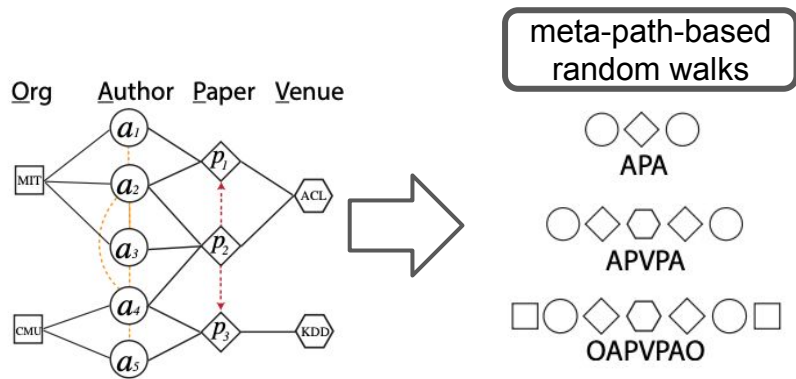 meta-path-based
random walks
Org Author Paper Venue
a1
p1
MIT
a2
ACL
APA
a3
p2
APVPA
a4
CMU
p3
KDD
a5
OAPVPAO